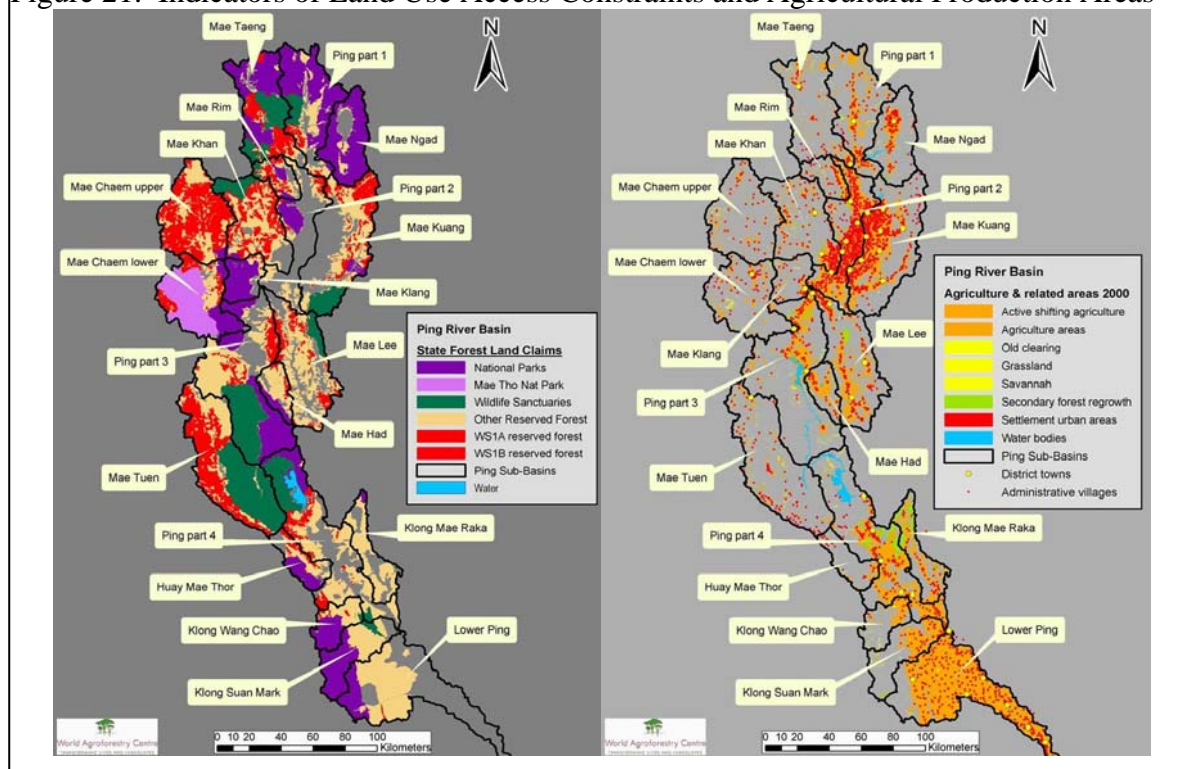 Figure 21. Indicators of Land Use Access Constraints and Agricultural Production Areas
Mae Taeng
Ping part 1
N
Mae Rim
Mae Khan
Mae Ngad
Mae Chaem upper
Ping part 2
Mae Kuang
Mae Chaem lower
Mae Klang
Ping part 3
Mae Lee
Mae Had
Mae Tuen
Ping River Basin
State Forest Land Claims
National Parks
Mae Tho Nat Park
Wildlife Sanctuaries
Other Reserved Forest
WS1A reserved forest
WS1B reserved forest
Ping Sub-Basins
Water
Klong Mae Raka
Ping part 4
Huay Mae Thor
Klong Wang Chao
Lower Ping
Klong Suan Mark
World Agroforestry Centre
0 10 20 40 60 80 100
Kilometers
Mae Taeng
Ping part 1
N
Mae Rim
Mae Khan
Mae Ngad
Mae Chaem upper
Ping part 2
Mae Kuang
Mae Chaem lower
Mae Klang
Mae Lee
Ping part 3
Mae Had
Mae Tuen
Ping River Basin
Agriculture & related areas 2000
Active shifting agriculture
Agriculture areas
Old clearing
Grassland
Savannah
Secondary forest regrowth
Settlement urban areas
Water bodies
Ping Sub-Basins
District towns
Administrative villages
Klong Mae Raka
Ping part 4
Huay Mae Thor
Klong Wang Chao
Lower Ping
Klong Suan Mark
World Agroforestry Centre
0 10 20 40 60 80 100
Kilometers